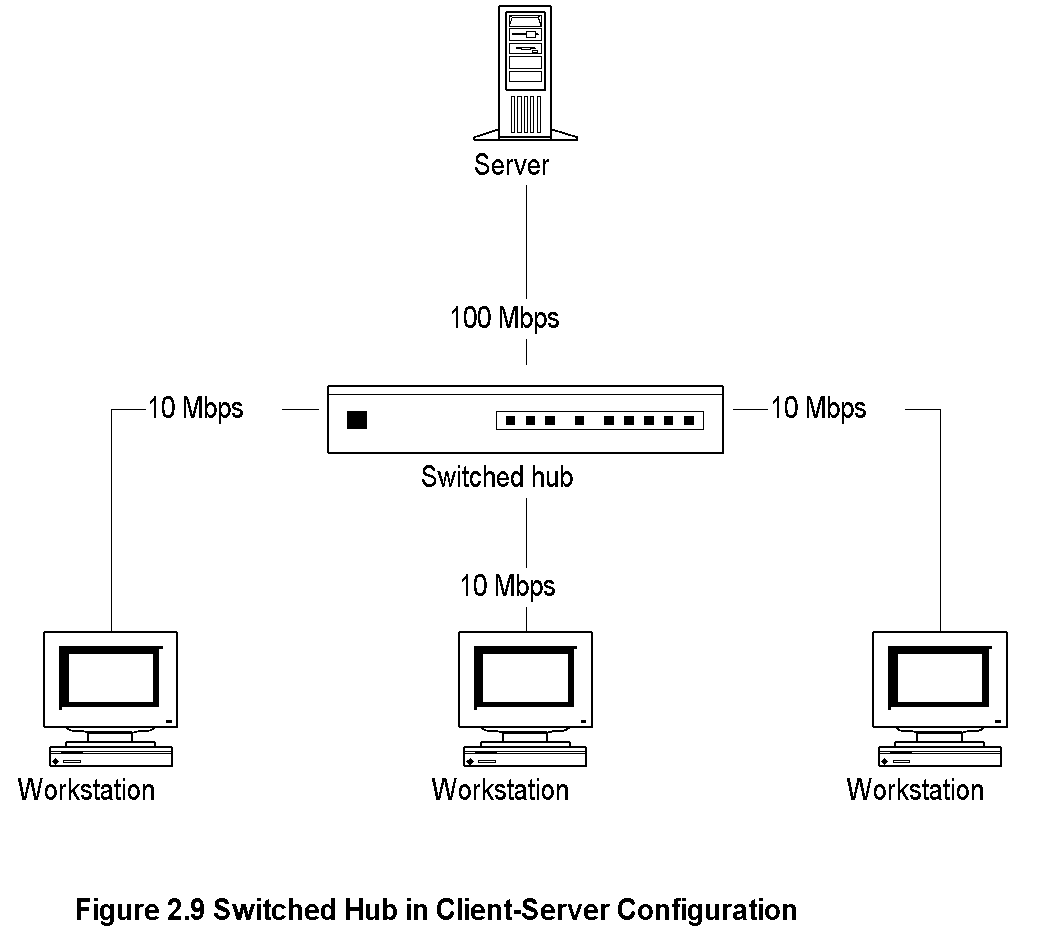 Server
100 Mbps
10 Mbps
10 Mbps
Switched hub
10 Mbps
Workstation
Workstation
Workstation
Figure 2.9 Switched Hub in Client-Server Configuration